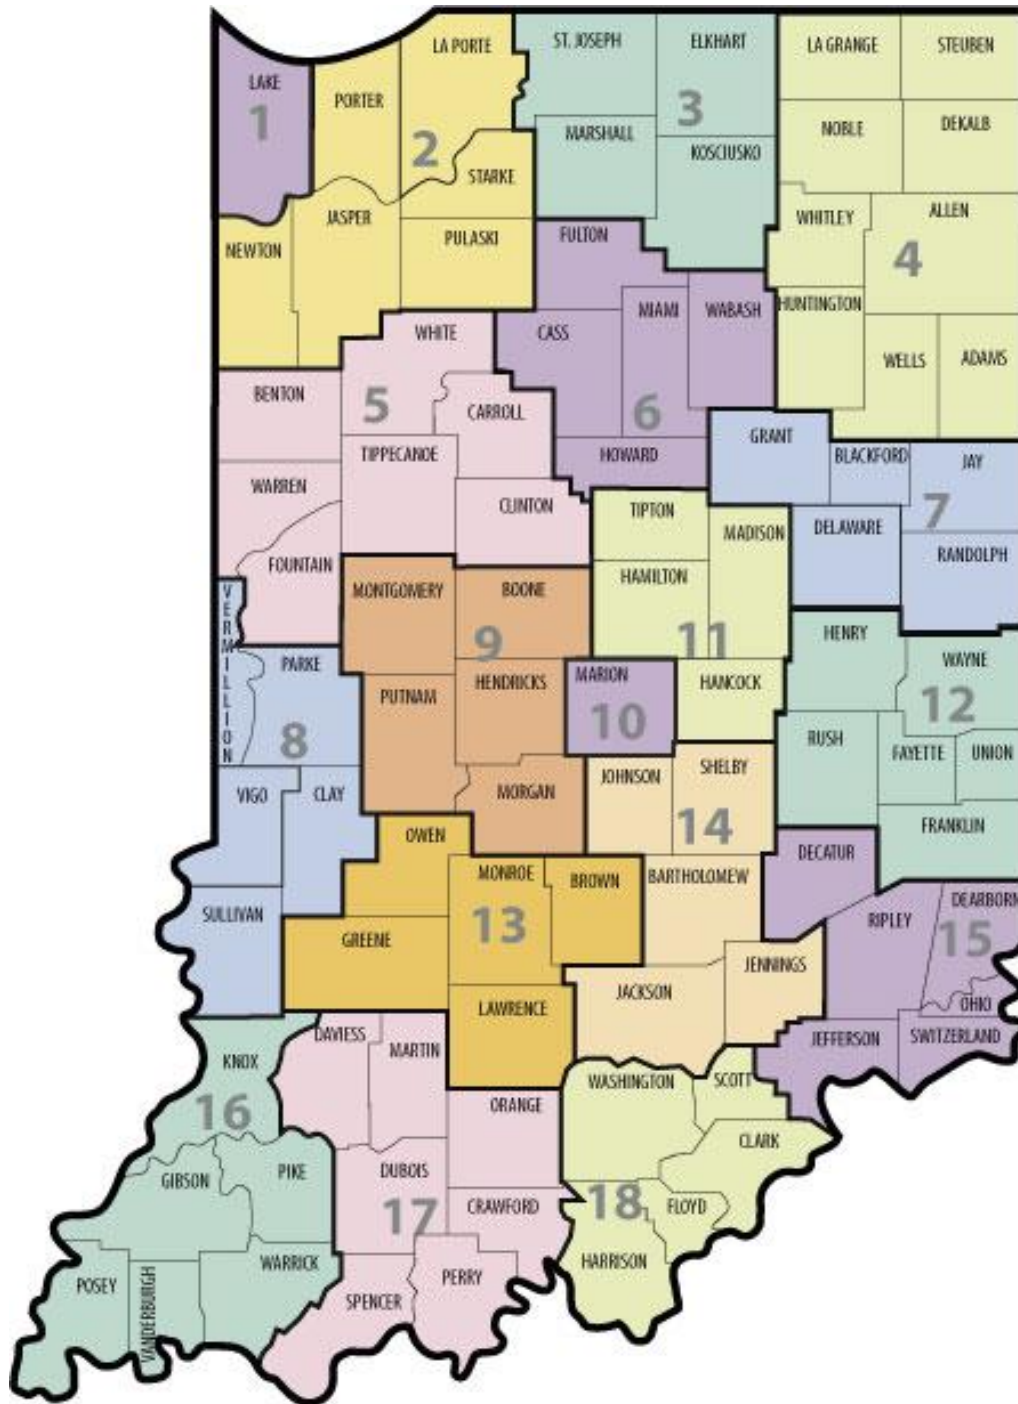 LAKE
1
PORTER
LA PORTE
2
STARKE
JASPER
NEWTON
PULASKI
ST. JOSEPH
ELKHART
3
MARSHALL
KOSCIUSKO
LA GRANGE
STEUBEN
NOBLE
DEKALB
WHITLEY
ALLEN
4
HUNTINGTON
WELLS
ADAMS
WHITE
BENTON
5
CARROLL
TIPPECANOE
WARREN
CLINTON
FOUNTAIN
FULTON
MIAMI
WABASH
CASS
6
HOWARD
GRANT
BLACKFORD
JAY
7
DELAWARE
RANDOLPH
VERMILLION
PARKE
8
VIGO
CLAY
SULLIVAN
MONTGOMERY
BOONE
9
PUTNAM
HENDRICKS
MORGAN
MARION
10
TIPTON
MADISON
HAMILTON
11
HANCOCK
HENRY
WAYNE
12
RUSH
FAYETTE
UNION
FRANKLIN
OWEN
MONROE
BROWN
13
GREENE
LAWRENCE
JOHNSON
SHELBY
14
BARTHOLOMEW
JENNINGS
JACKSON
DECATUR
DEARBORN
RIPLEY
15
OHIO
JEFFERSON
SWITZERLAND
KNOX
16
GIBSON
PIKE
POSEY
VANDERBURGH
WARRICK
DAVIESS
MARTIN
ORANGE
DUBOIS
17
CRAWFORD
PERRY
SPENCER
WASHINGTON
SCOTT
CLARK
18
FLOYD
HARRISON